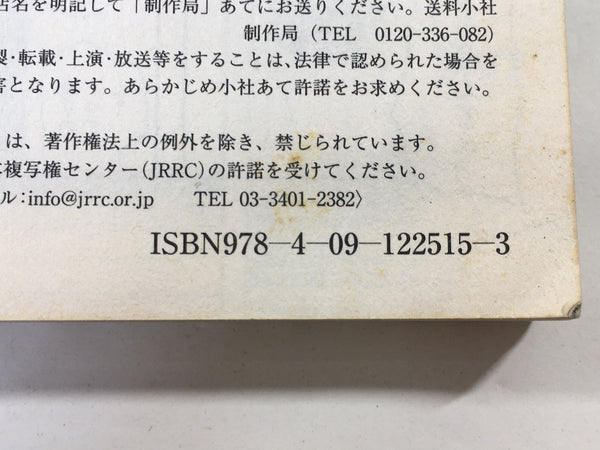 店名を明記して「制作局」あてにお送りください。送料小社
制作局(TEL 0120-336-082)
製・転載・上演・放送等をすることは、法律で認められた場合を
害となります。あらかじめ小社あて許諾をお求めください。
は、著作権法上の例外を除き、禁じられています。
本複写権センター(JRRC)の許諾を受けてください。
ル:info@jrrc.or.jp TEL 03-3401-2382〉
ISBN978-4-09-122515-3